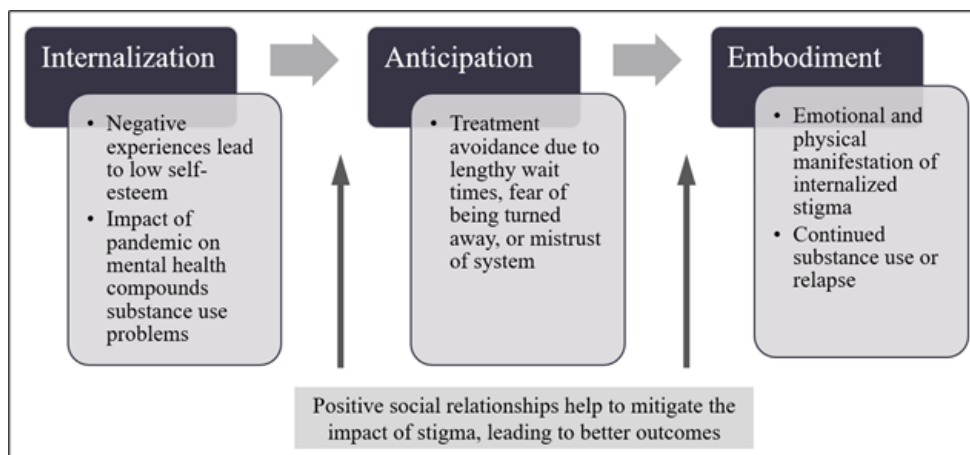 Internalization
• Negative
experiences lead
to low self-
esteem
• Impact of
pandemic on
mental health
compounds
substance use
problems
Anticipation
• Treatment
avoidance due to
lengthy wait
times, fear of
being turned
away, or mistrust
of system
Embodiment
• Emotional and
physical
manifestation of
internalized
stigma
• Continued
substance use or
relapse
Positive social relationships help to mitigate the
impact of stigma, leading to better outcomes